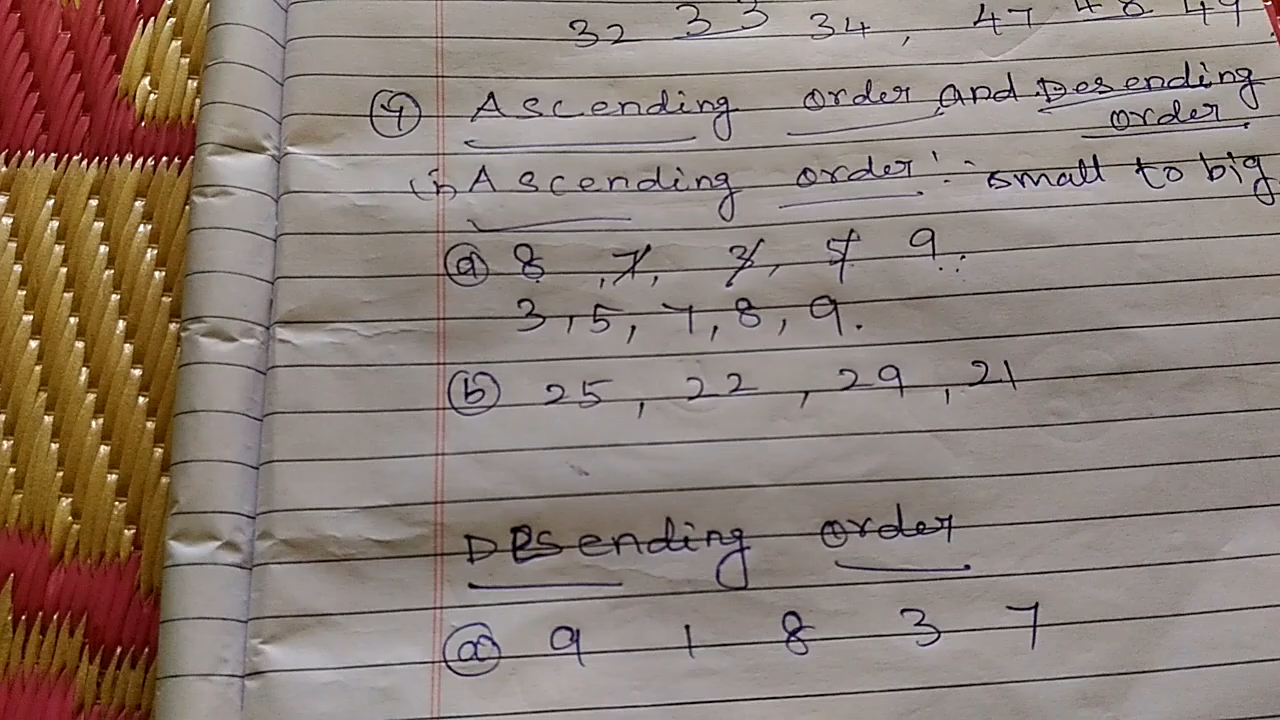 32 33 34, 47 48 49
④ Ascending order and Desending
order
(i) Ascending order :- small to big
ⓐ 8, 7, 3, 5 9.
3, 5, 7, 8, 9.
ⓑ 25, 22, 29, 21
Desending order
ⓐ 9 1 8 3 7